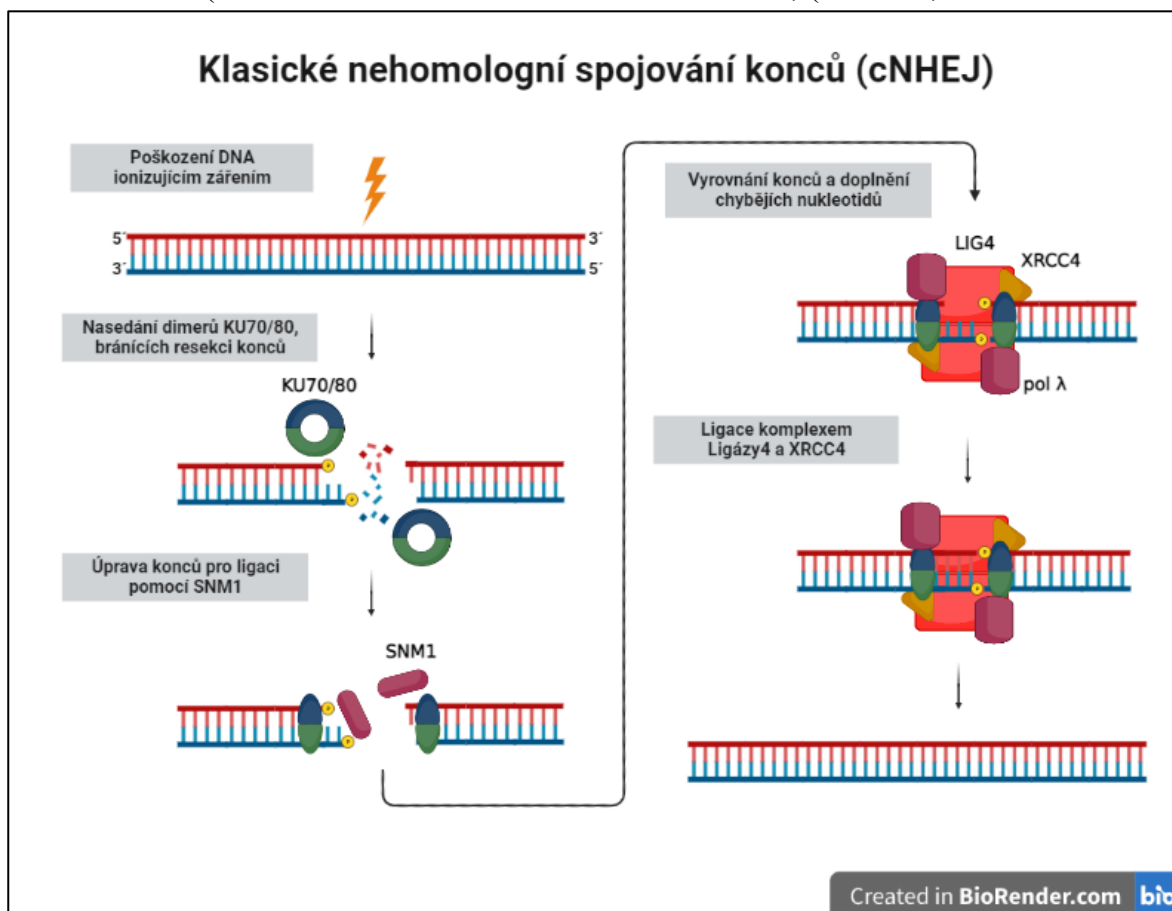 Klasické nehomologní spojování konců (cNHEJ)
Poškození DNA
ionizujícím zářením
5´
3´
3´
5´
Nasedání dimerů KU70/80,
bránících resekci konců
KU70/80
P
P
Úprava konců pro ligaci
pomocí SNM1
SNM1
P
P
Vyrovnání konců a doplnění
chybějích nukleotidů
LIG4
XRCC4
P
P
pol λ
Ligace komplexem
Ligázy4 a XRCC4
P
P
Created in BioRender.com bio